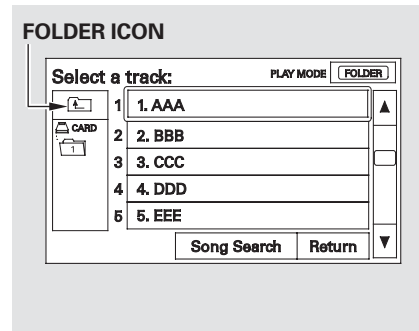 FOLDER ICON
Select a track: PLAY MODE FOLDER
1 1. AAA
CARD
1
2 2. BBB
3 3. CCC
4 4. DDD
5 5. EEE
Song Search Return